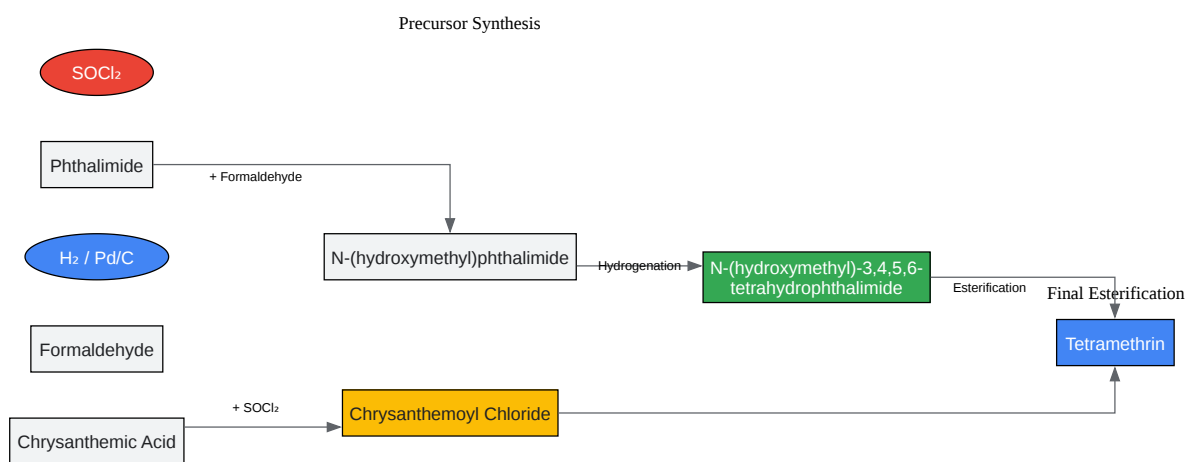 Precursor Synthesis
SOCl₂
Phthalimide
+ Formaldehyde
H₂ / Pd/C
N-(hydroxymethyl)phthalimide
Hydrogenation
N-(hydroxymethyl)-3,4,5,6-
tetrahydrophthalimide
Esterification
Final Esterification
Tetramethrin
Formaldehyde
Chrysanthemic Acid
+ SOCl₂
Chrysanthemoyl Chloride